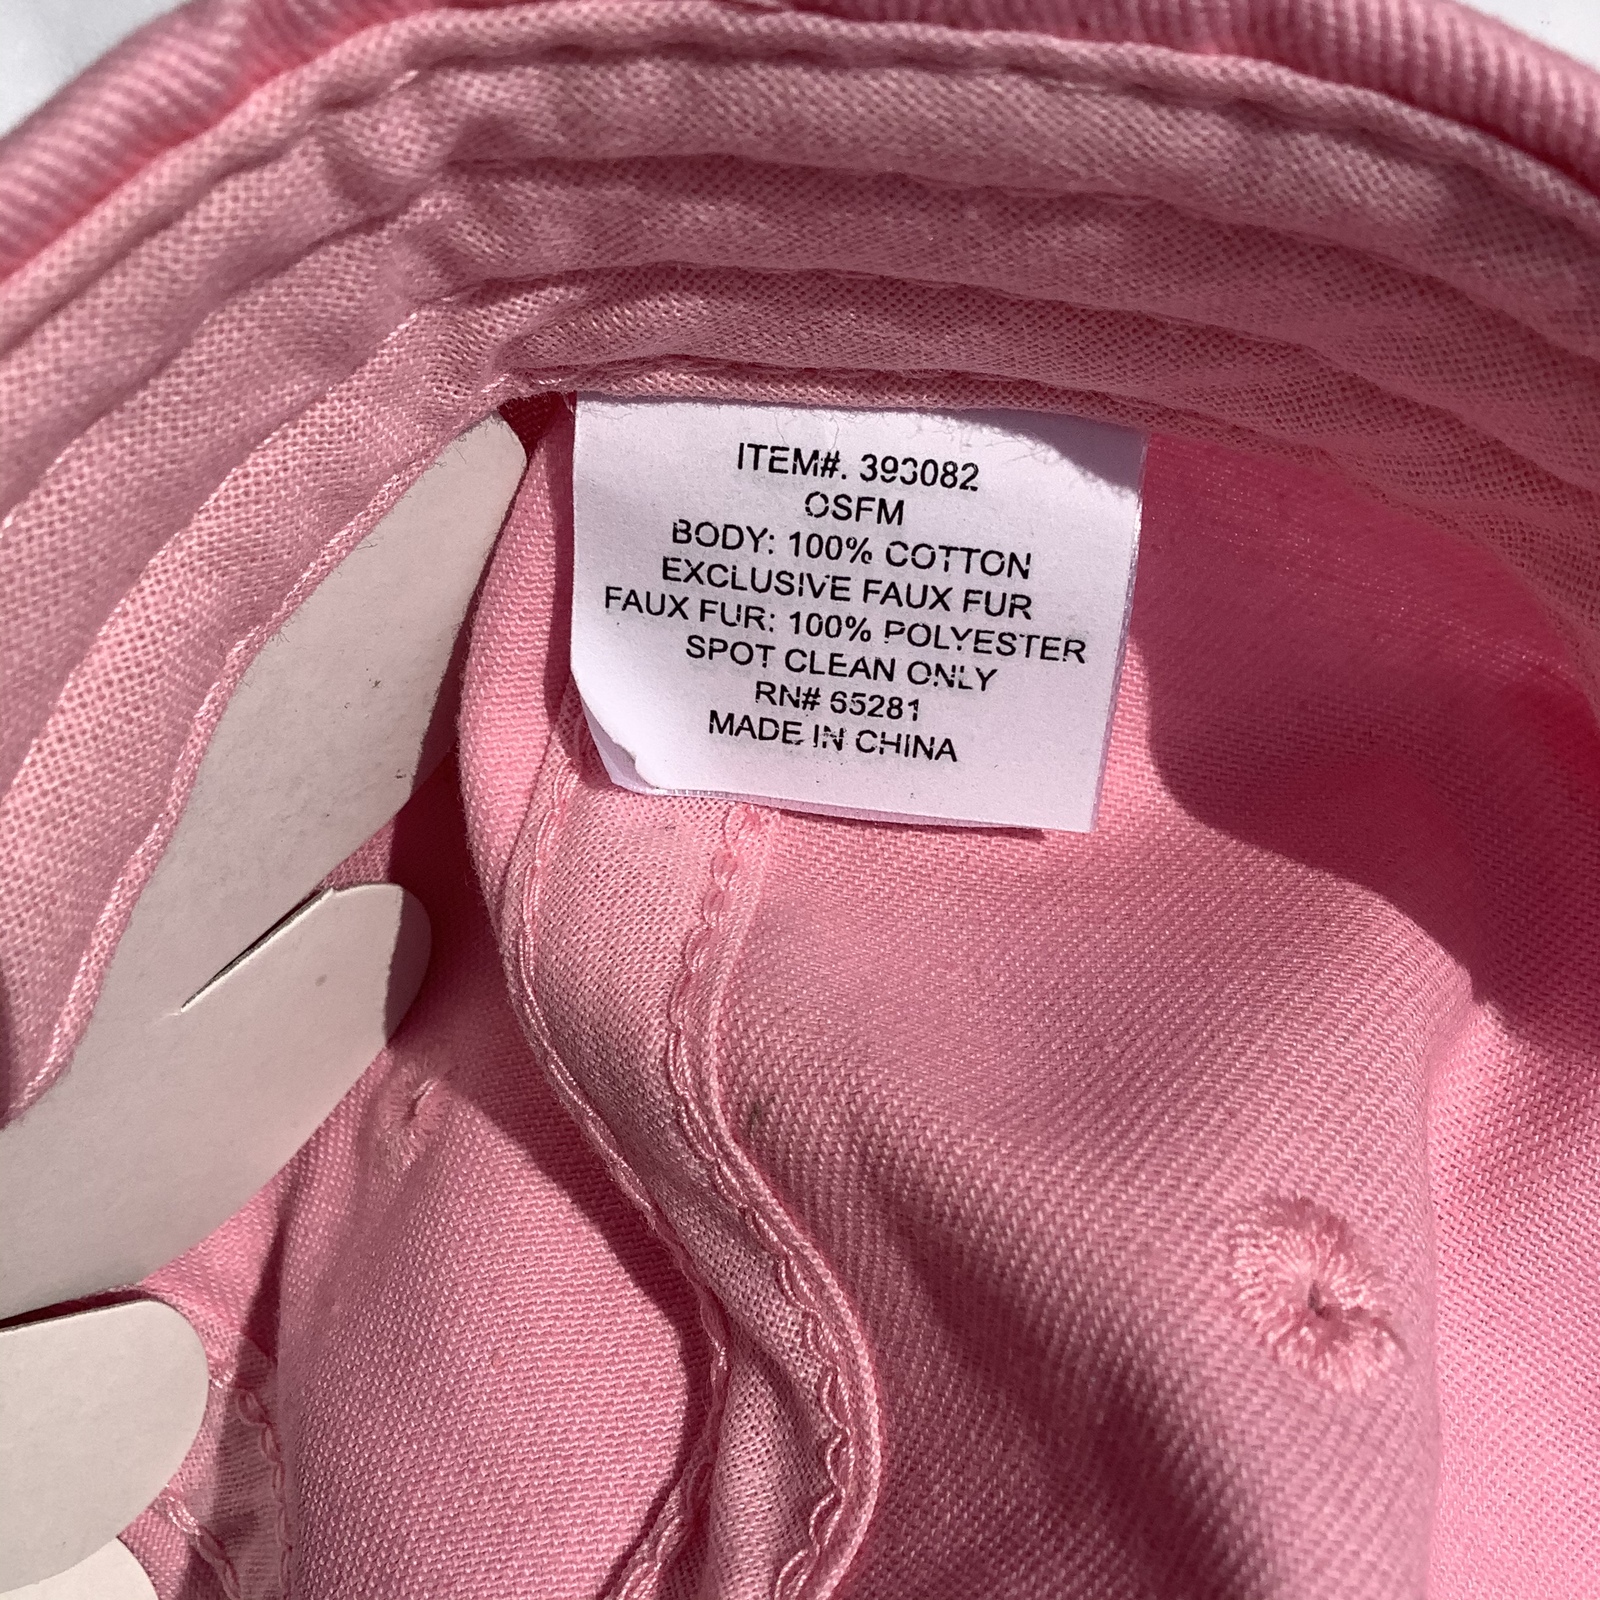 ITEM#. 393082
OSFM
BODY: 100% COTTON
EXCLUSIVE FAUX FUR
FAUX FUR: 100% POLYESTER
SPOT CLEAN ONLY
RN# 65281
MADE IN CHINA